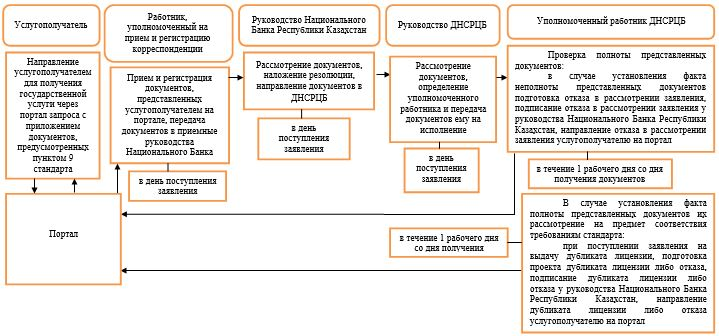 Услугополучатель
Работник,
уполномоченный на
прием и регистрацию
корреспонденции
Руководство Национального
Банка Республики Казахстан
Руководство ДНСРЦБ
Уполномоченный работник ДНСРЦБ
Направление
услугополучателем
для получения
государственной
услуги через
портал запроса с
приложением
документов,
предусмотренных
пунктом 9
стандарта
Прием и регистрация
документов,
представленных
услугополучателем на
портале, передача
документов в приемные
руководства
Национального Банка
в день поступления
заявления
Рассмотрение документов,
наложение резолюции,
направление документов в
ДНСРЦБ
в день
поступления
заявления
Рассмотрение
документов,
определение
уполномоченного
работника и передача
документов ему на
исполнение
в день
поступления
заявления
Проверка полноты представленных
документов:
в случае установления факта
неполноты представленных документов
подготовка отказа в рассмотрении заявления,
подписание отказа в рассмотрении заявления у
руководства Национального Банка Республики
Казахстан, направление отказа в рассмотрении
заявления услугополучателю на портал
в течение 1 рабочего дня со дня
получения документов
Портал
в течение 1 рабочего дня
со дня получения
В случае установления факта
полноты представленных документов их
рассмотрение на предмет соответствия
требованиям стандарта:
при поступлении заявления на
выдачу дубликата лицензии, подготовка
проекта дубликата лицензии либо отказа,
подписание дубликата лицензии либо
отказа у руководства Национального Банка
Республики Казахстан, направление
дубликата лицензии либо отказа
услугополучателю на портал